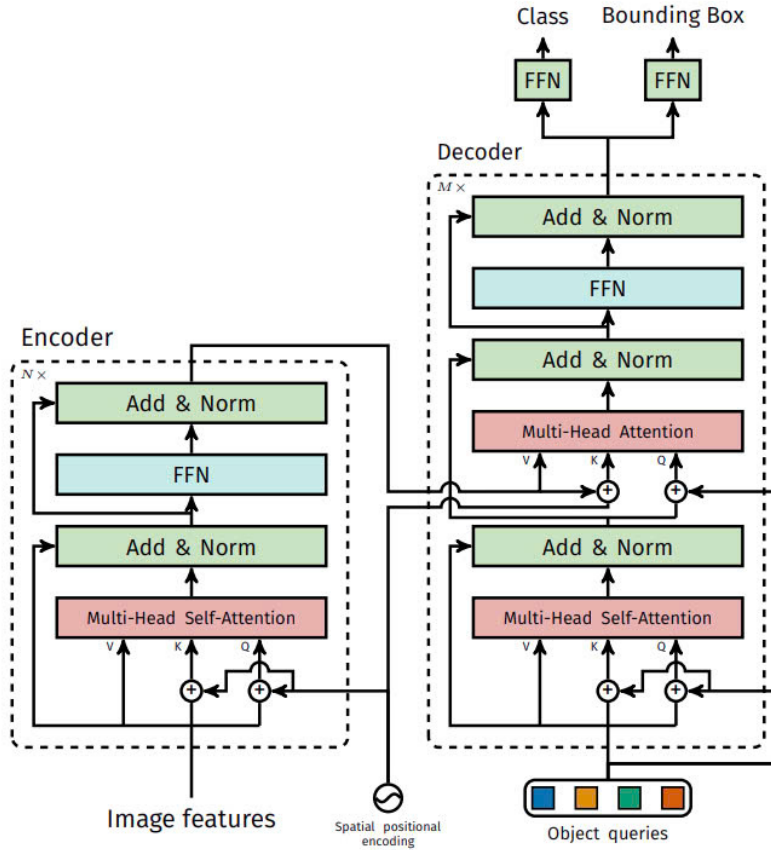 Class
Bounding Box
FFN
FFN
Decoder
M×
Add & Norm
FFN
Add & Norm
Multi-Head Attention
V
K
Q
Add & Norm
Multi-Head Self-Attention
V
K
Q
Object queries
Encoder
N×
Add & Norm
FFN
Add & Norm
Multi-Head Self-Attention
V
K
Q
Image features
Spatial positional
encoding